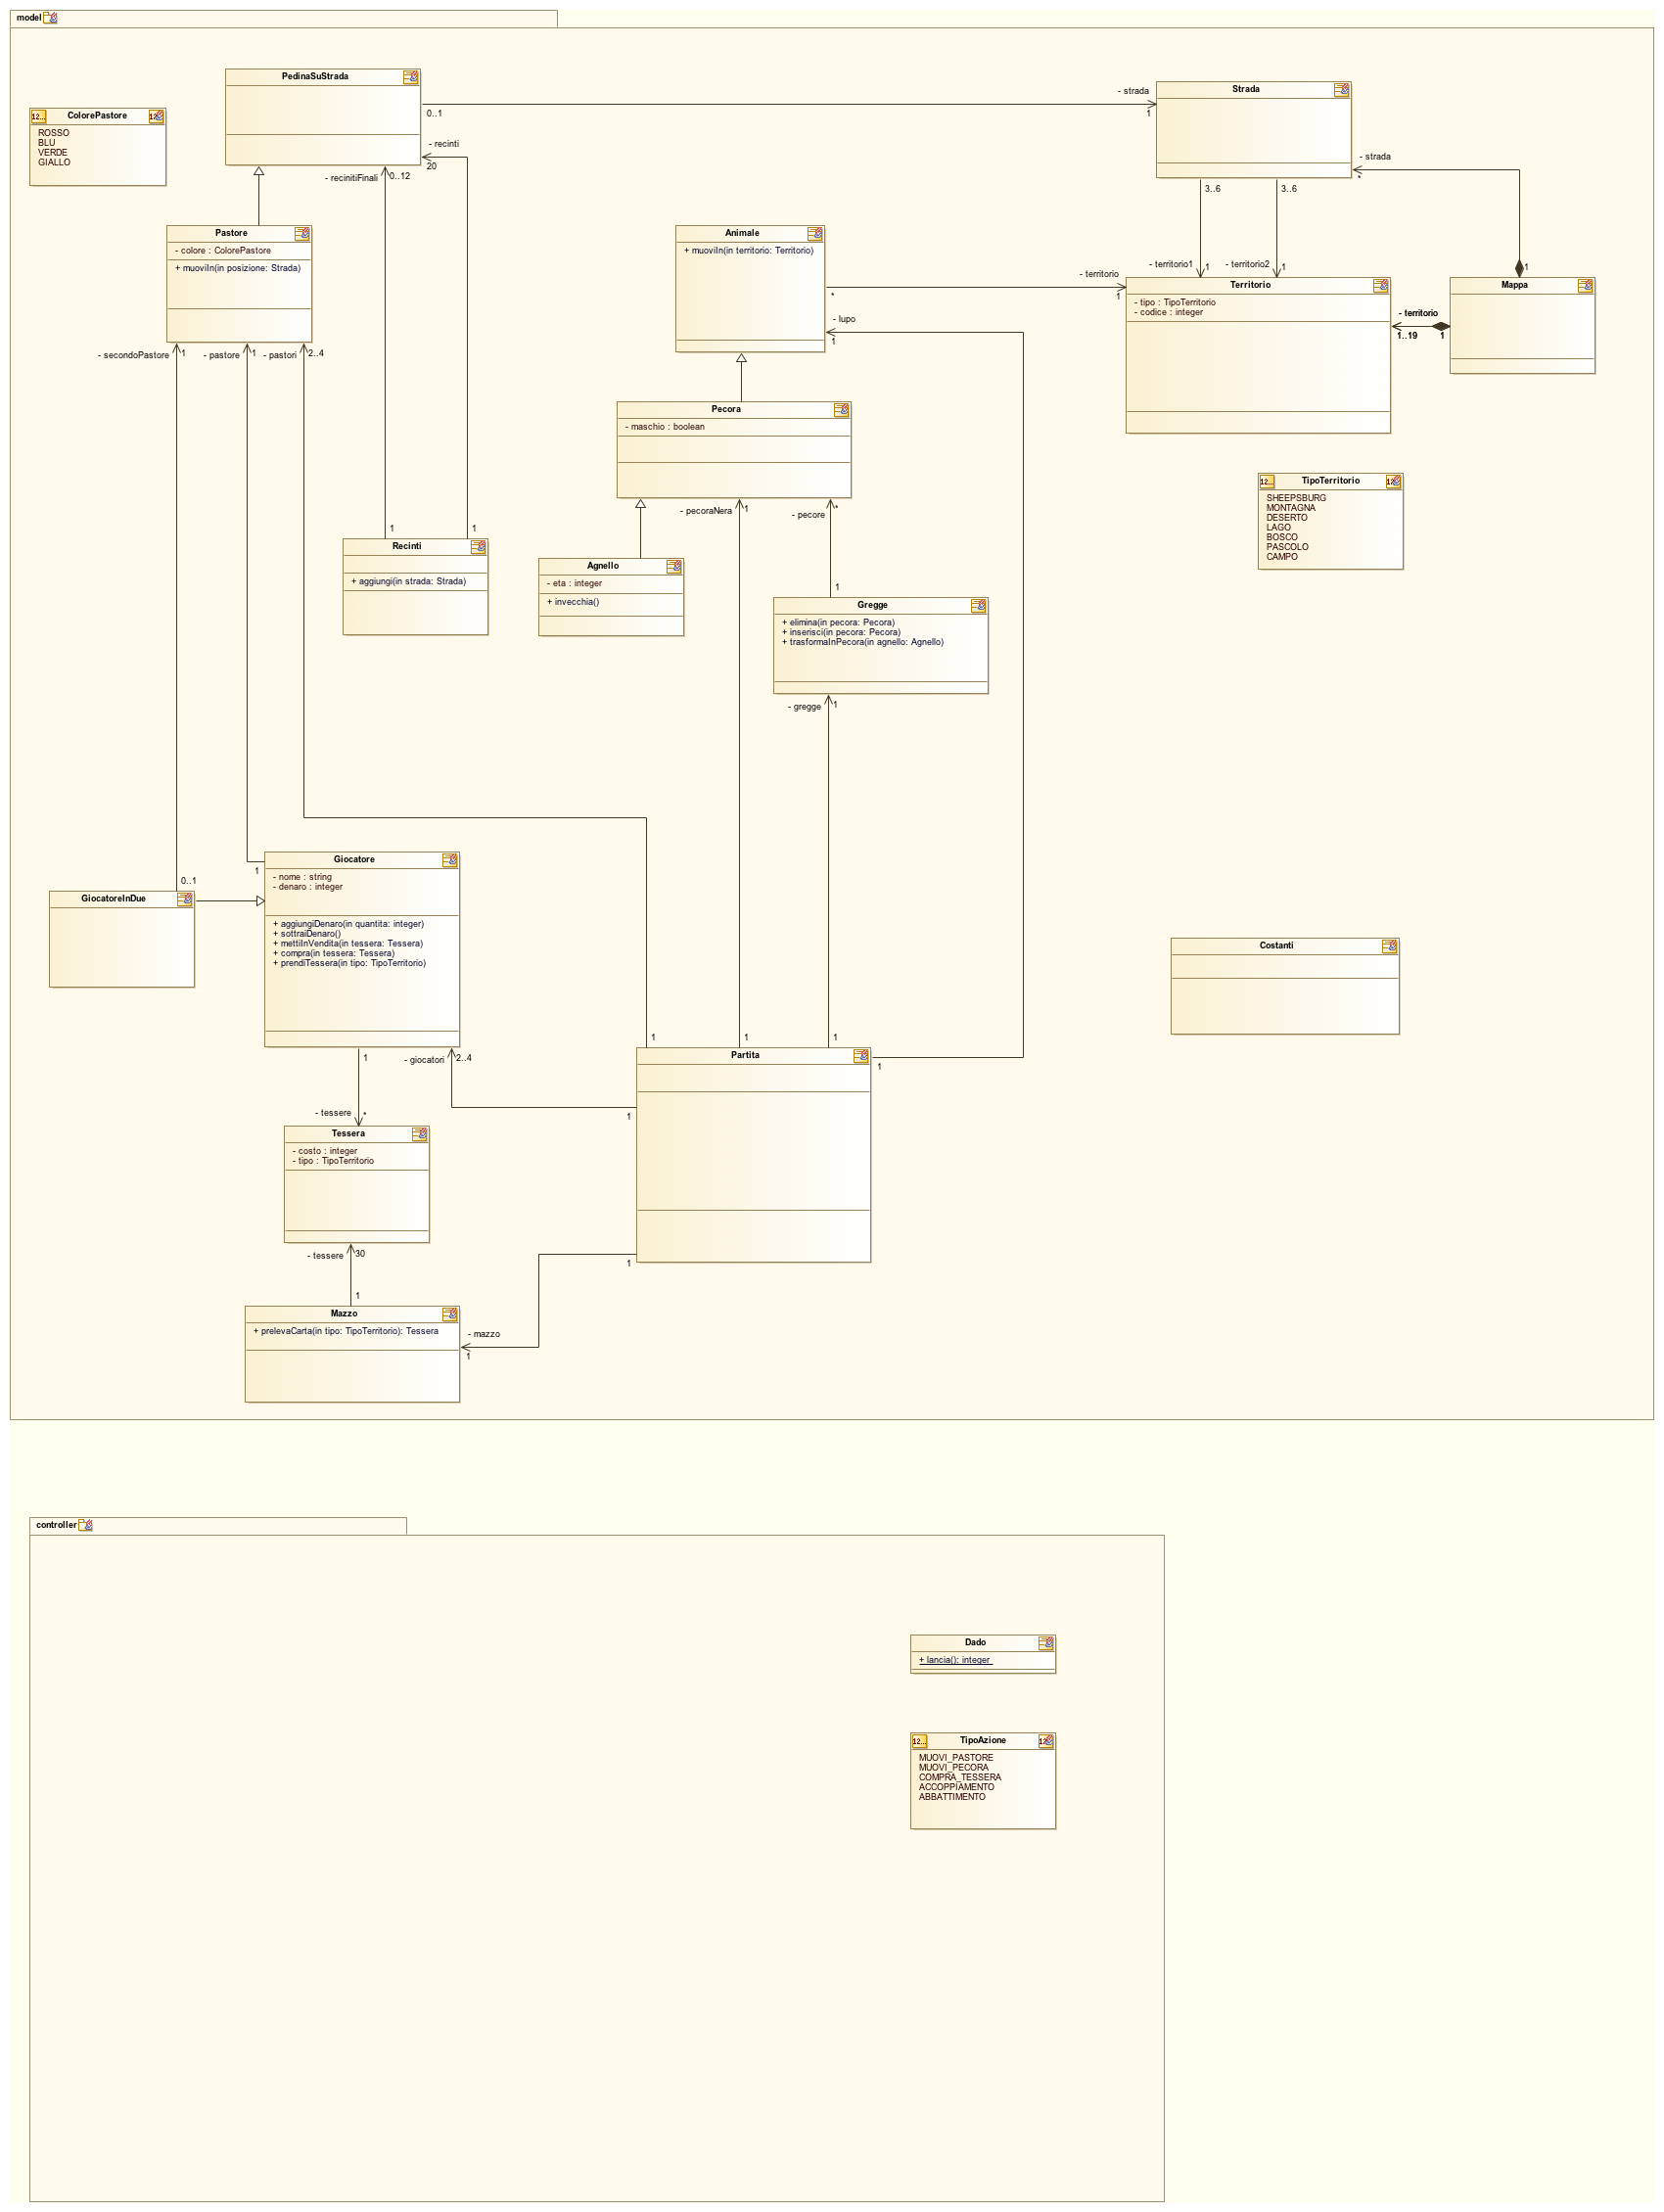 model
PedinaSuStrada
ColorePastore
ROSSO
BLU
VERDE
GIALLO
Strada
- strada
0..1
1
- recinti
20
- recinitiFinali
0..12
- strada
*
3..6
3..6
Pastore
- colore : ColorePastore
+ muoviIn(in posizione: Strada)
Animale
+ muoviIn(in territorio: Territorio)
- territorio1
1
- territorio2
1
1
- territorio
*
1
Territorio
- tipo : TipoTerritorio
- codice : integer
Mappa
- territorio
1..19
1
- lupo
1
- secondoPastore
1
- pastore
1
- pastori
2..4
Pecora
- maschio : boolean
TipoTerritorio
SHEEPSBURG
MONTAGNA
DESERTO
LAGO
BOSCO
PASCOLO
CAMPO
- pecoraNera
1
- pecore
*
1
1
Recinti
+ aggiungi(in strada: Strada)
Agnello
- eta : integer
+ invecchia()
1
Gregge
+ elimina(in pecora: Pecora)
+ inserisci(in pecora: Pecora)
+ trasformaInPecora(in agnello: Agnello)
- gregge
1
Giocatore
- nome : string
- denaro : integer
+ aggiungiDenaro(in quantita: integer)
+ sottraiDenaro()
+ mettiInVendita(in tessera: Tessera)
+ compra(in tessera: Tessera)
+ prendiTessera(in tipo: TipoTerritorio)
1
0..1
GiocatoreInDue
Costanti
1
1
1
1
Partita
1
- giocatori
2..4
1
- tessere
*
Tessera
- costo : integer
- tipo : TipoTerritorio
- tessere
30
1
1
Mazzo
+ prelevaCarta(in tipo: TipoTerritorio): Tessera
- mazzo
1
controller
Dado
+ lancia(): integer
TipoAzione
MUOVI_PASTORE
MUOVI_PECORA
COMPRA_TESSERA
ACCOPPIAMENTO
ABBATTIMENTO